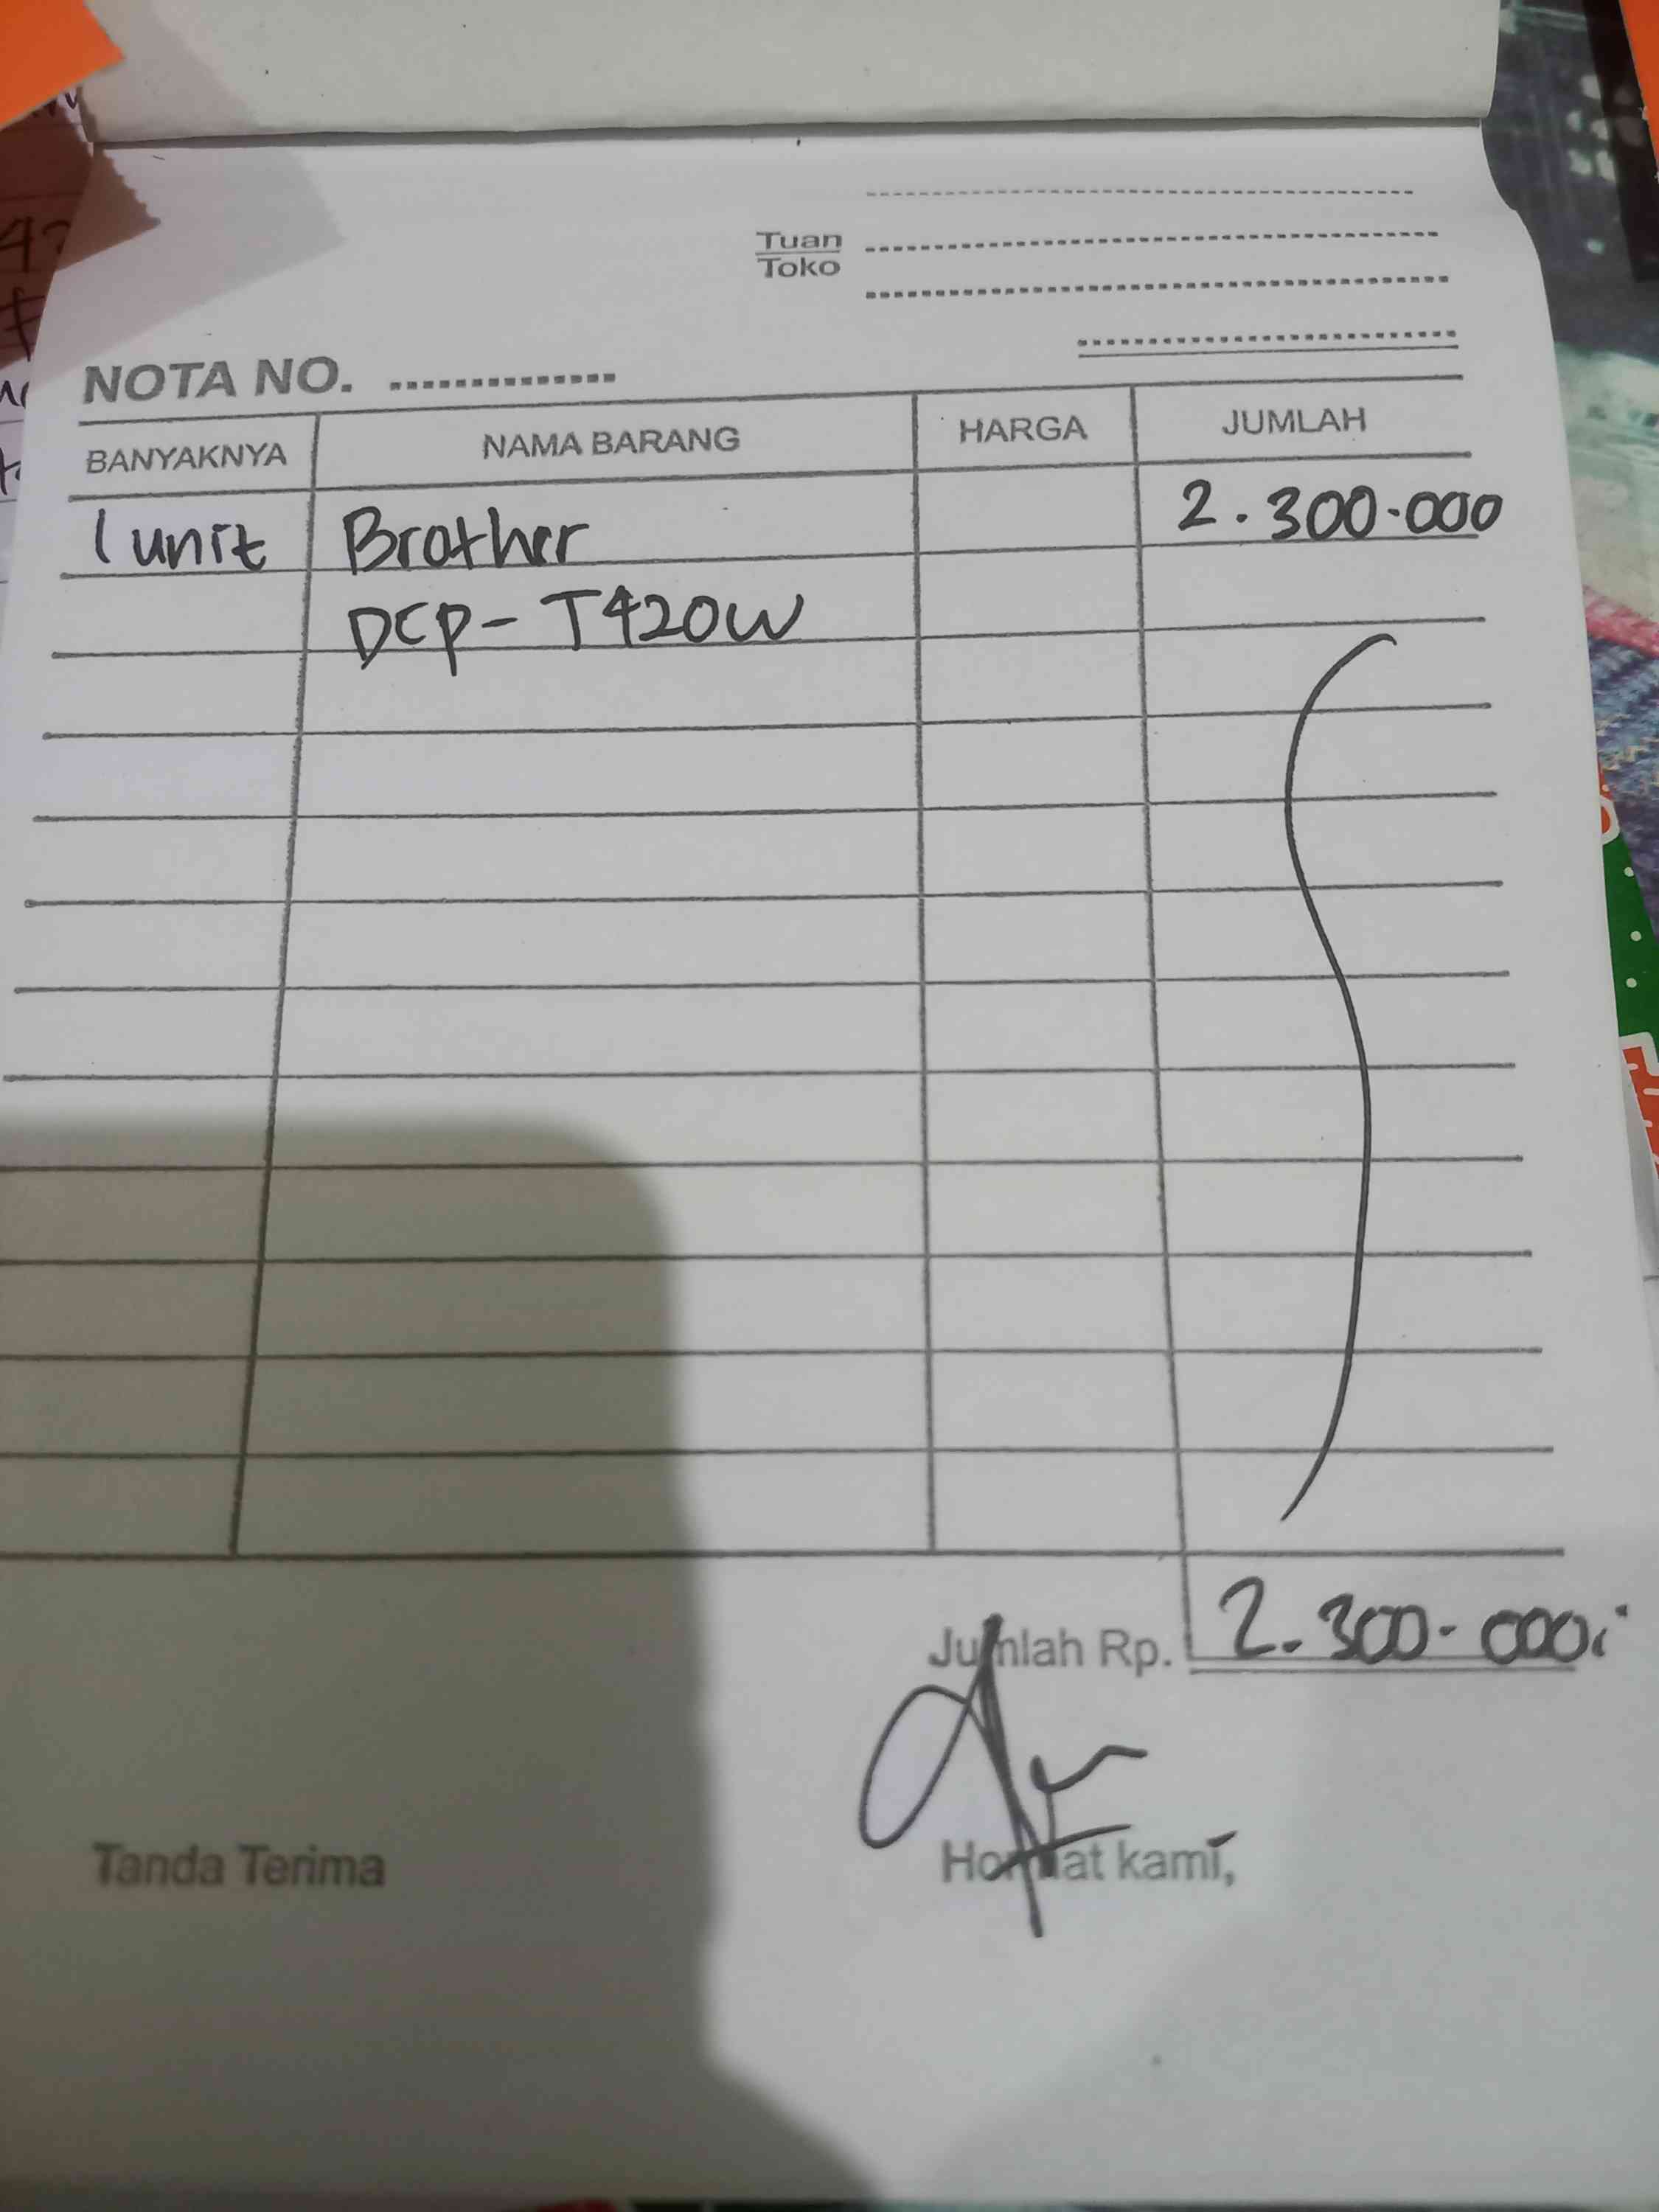 Tuan
Toko
NOTA NO. ..............
BANYAKNYA NAMA BARANG HARGA JUMLAH
1 unit Brother 2.300.000
DCP-T420W
Jumlah Rp. 2.300.000
Tanda Terima Hormat kami,